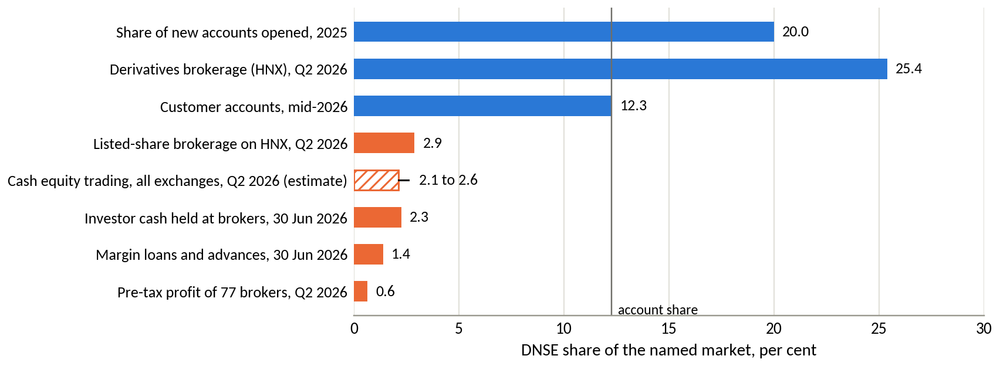 Share of new accounts opened, 2025 20.0
Derivatives brokerage (HNX), Q2 2026 25.4
Customer accounts, mid-2026 12.3
Listed-share brokerage on HNX, Q2 2026 2.9
Cash equity trading, all exchanges, Q2 2026 (estimate) 2.1 to 2.6
Investor cash held at brokers, 30 Jun 2026 2.3
Margin loans and advances, 30 Jun 2026 1.4
Pre-tax profit of 77 brokers, Q2 2026 0.6
account share
0 5 10 15 20 25 30
DNSE share of the named market, per cent